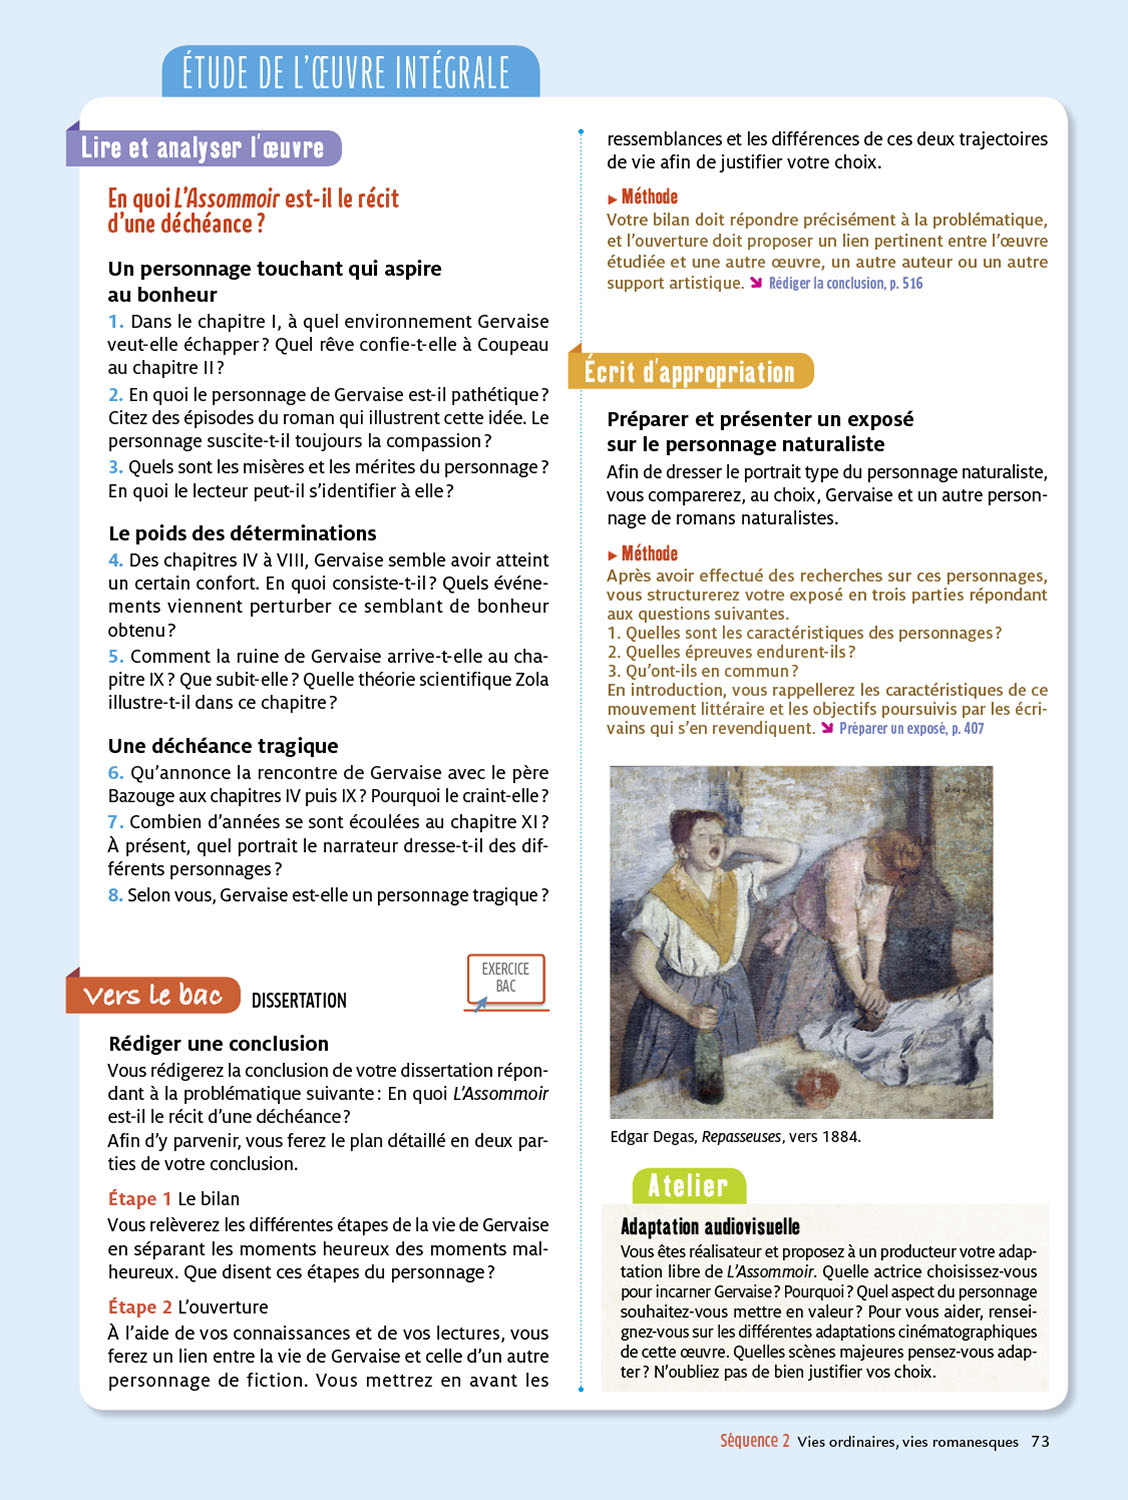 ÉTUDE DE L'ŒUVRE INTÉGRALE
Lire et analyser l'œuvre
En quoi L'Assommoir est-il le récit
d'une déchéance ?
Un personnage touchant qui aspire
au bonheur
1. Dans le chapitre I, à quel environnement Gervaise
veut-elle échapper ? Quel rêve confie-t-elle à Coupeau
au chapitre II ?
2. En quoi le personnage de Gervaise est-il pathétique ?
Citez des épisodes du roman qui illustrent cette idée. Le
personnage suscite-t-il toujours la compassion ?
3. Quels sont les misères et les mérites du personnage ?
En quoi le lecteur peut-il s'identifier à elle ?
Le poids des déterminations
4. Des chapitres IV à VIII, Gervaise semble avoir atteint
un certain confort. En quoi consiste-t-il ? Quels événe-
ments viennent perturber ce semblant de bonheur
obtenu ?
5. Comment la ruine de Gervaise arrive-t-elle au cha-
pitre IX ? Que subit-elle ? Quelle théorie scientifique Zola
illustre-t-il dans ce chapitre ?
Une déchéance tragique
6. Qu'annonce la rencontre de Gervaise avec le père
Bazouge aux chapitres IV puis IX ? Pourquoi le craint-elle ?
7. Combien d'années se sont écoulées au chapitre XI ?
À présent, quel portrait le narrateur dresse-t-il des dif-
férents personnages ?
8. Selon vous, Gervaise est-elle un personnage tragique ?
Vers le bac DISSERTATION
EXERCICE
BAC
Rédiger une conclusion
Vous rédigerez la conclusion de votre dissertation répon-
dant à la problématique suivante : En quoi L'Assommoir
est-il le récit d'une déchéance ?
Afin d'y parvenir, vous ferez le plan détaillé en deux par-
ties de votre conclusion.
Étape 1 Le bilan
Vous relèverez les différentes étapes de la vie de Gervaise
en séparant les moments heureux des moments mal-
heureux. Que disent ces étapes du personnage ?
Étape 2 L'ouverture
À l'aide de vos connaissances et de vos lectures, vous
ferez un lien entre la vie de Gervaise et celle d'un autre
personnage de fiction. Vous mettrez en avant les
ressemblances et les différences de ces deux trajectoires
de vie afin de justifier votre choix.
► Méthode
Votre bilan doit répondre précisément à la problématique,
et l'ouverture doit proposer un lien pertinent entre l'œuvre
étudiée et une autre œuvre, un autre auteur ou un autre
support artistique. ↘ Rédiger la conclusion, p. 516
Écrit d'appropriation
Préparer et présenter un exposé
sur le personnage naturaliste
Afin de dresser le portrait type du personnage naturaliste,
vous comparerez, au choix, Gervaise et un autre person-
nage de romans naturalistes.
► Méthode
Après avoir effectué des recherches sur ces personnages,
vous structurerez votre exposé en trois parties répondant
aux questions suivantes.
1. Quelles sont les caractéristiques des personnages ?
2. Quelles épreuves endurent-ils ?
3. Qu'ont-ils en commun ?
En introduction, vous rappellerez les caractéristiques de ce
mouvement littéraire et les objectifs poursuivis par les écri-
vains qui s'en revendiquent. ↘ Préparer un exposé, p. 407
Degas
Edgar Degas, Repasseuses, vers 1884.
Atelier
Adaptation audiovisuelle
Vous êtes réalisateur et proposez à un producteur votre adap-
tation libre de L'Assommoir. Quelle actrice choisissez-vous
pour incarner Gervaise ? Pourquoi ? Quel aspect du personnage
souhaitez-vous mettre en valeur ? Pour vous aider, rensei-
gnez-vous sur les différentes adaptations cinématographiques
de cette œuvre. Quelles scènes majeures pensez-vous adap-
ter ? N'oubliez pas de bien justifier vos choix.
Séquence 2 Vies ordinaires, vies romanesques 73